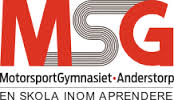 MSG
MotorsportGymnasiet•Anderstorp
EN SKOLA INOM APRENDERE